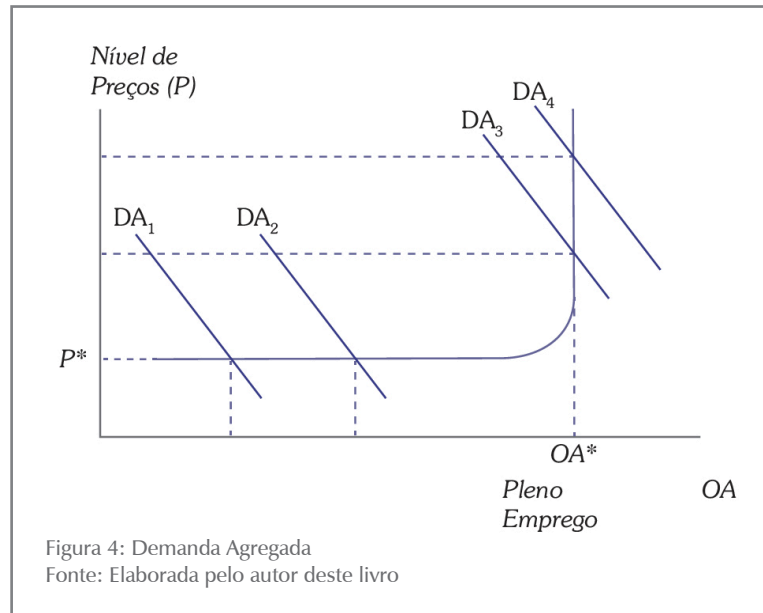 Nível de
Preços (P)
DA₄
DA₃
DA₁
DA₂
P*
OA*
Pleno
Emprego
OA
Figura 4: Demanda Agregada
Fonte: Elaborada pelo autor deste livro